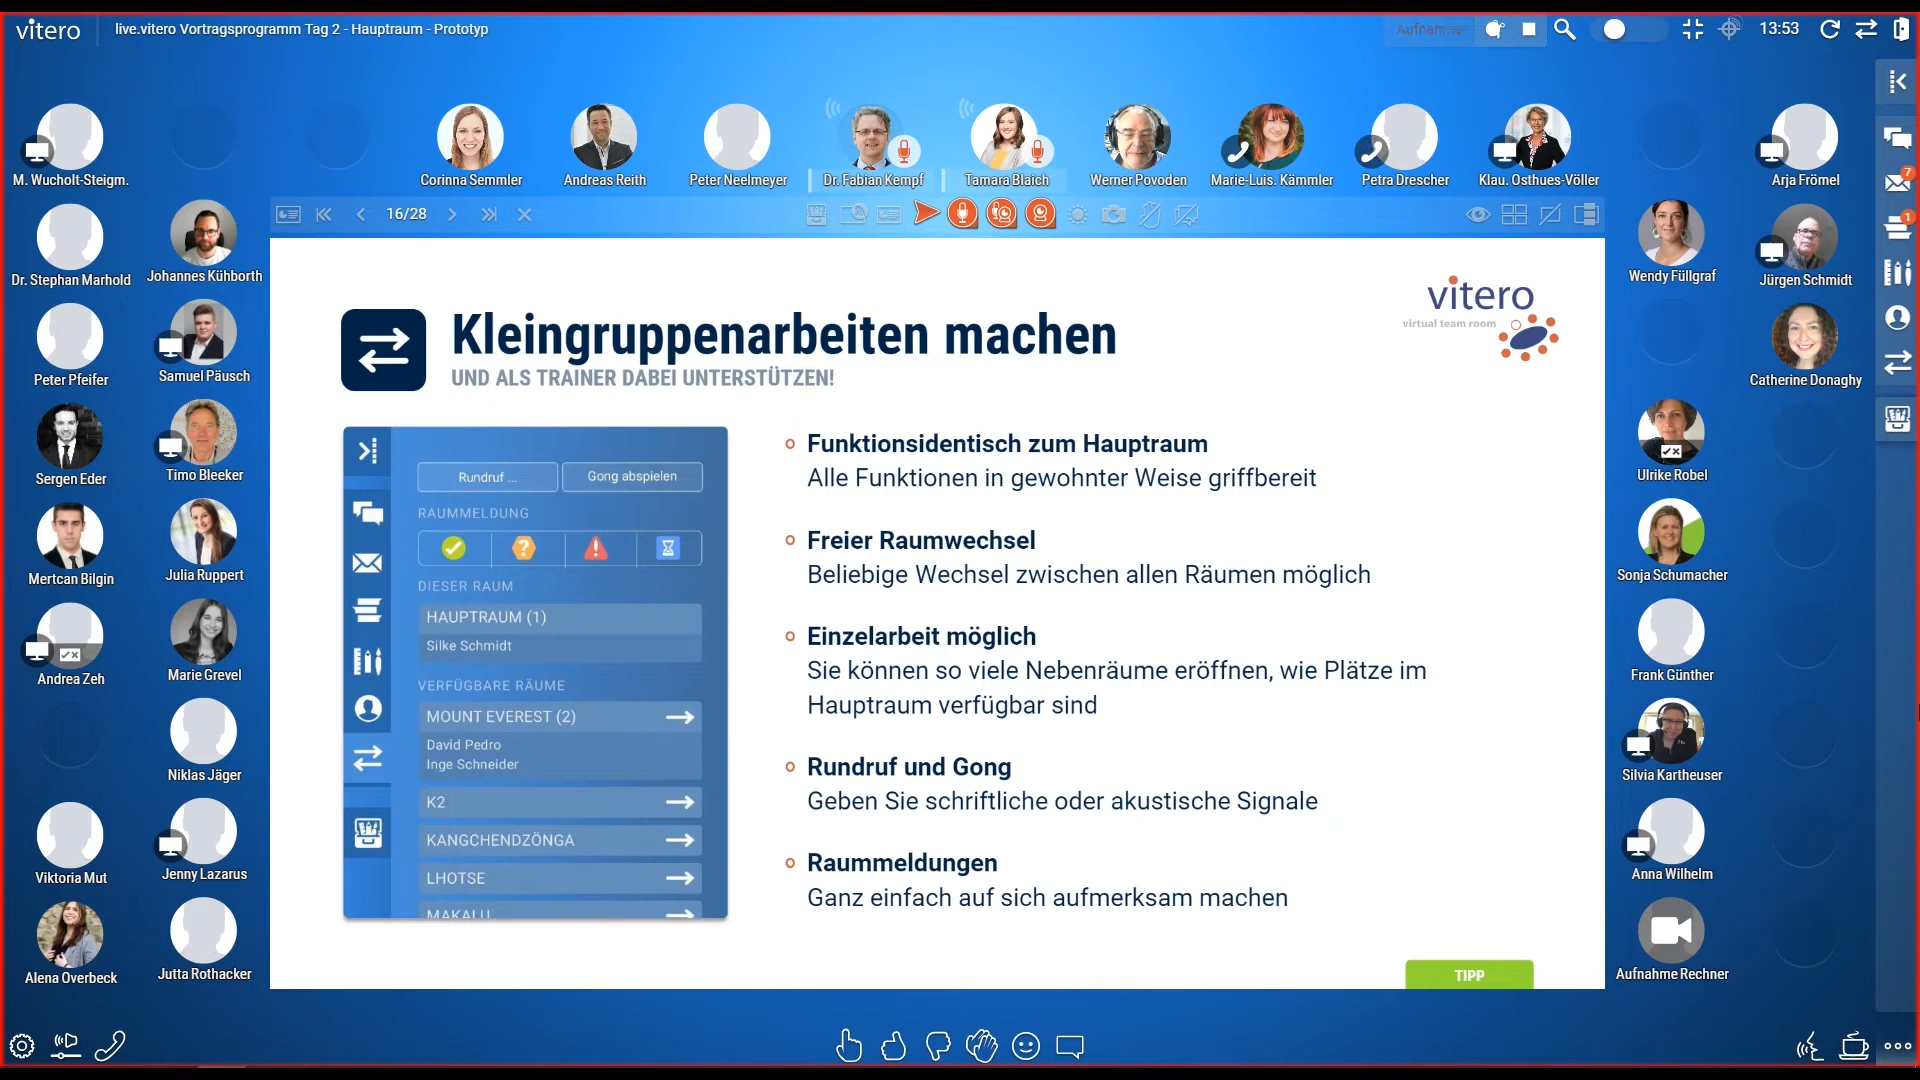 vitero
live.vitero Vortragsprogramm Tag 2 - Hauptraum - Prototyp
Aufnahme
13:53
M. Wucholt-Steigm.
Corinna Semmler
Andreas Reith
Peter Neelmeyer
Dr. Fabian Kempf
Tamara Blaich
Werner Povoden
Marie-Luis. Kämmler
Petra Drescher
Klau. Osthues-Völler
Arja Frömel
7
16/28
1
Dr. Stephan Marhold
Johannes Kühborth
Wendy Füllgraf
Jürgen Schmidt
Peter Pfeifer
Samuel Päusch
Catherine Donaghy
Sergen Eder
Timo Bleeker
Ulrike Robel
Mertcan Bilgin
Julia Ruppert
Sonja Schumacher
Andrea Zeh
Marie Grevel
Frank Günther
Niklas Jäger
Silvia Kartheuser
Viktoria Mut
Jenny Lazarus
Anna Wilhelm
Alena Overbeck
Jutta Rothacker
Aufnahme Rechner
vitero
virtual team room
Kleingruppenarbeiten machen
UND ALS TRAINER DABEI UNTERSTÜTZEN!
Rundruf ...
Gong abspielen
RAUMMELDUNG
DIESER RAUM
HAUPTRAUM (1)
Silke Schmidt
VERFÜGBARE RÄUME
MOUNT EVEREST (2)
David Pedro
Inge Schneider
K2
KANGCHENDZÖNGA
LHOTSE
MAKALU
Funktionsidentisch zum Hauptraum
Alle Funktionen in gewohnter Weise griffbereit
Freier Raumwechsel
Beliebige Wechsel zwischen allen Räumen möglich
Einzelarbeit möglich
Sie können so viele Nebenräume eröffnen, wie Plätze im
Hauptraum verfügbar sind
Rundruf und Gong
Geben Sie schriftliche oder akustische Signale
Raummeldungen
Ganz einfach auf sich aufmerksam machen
TIPP